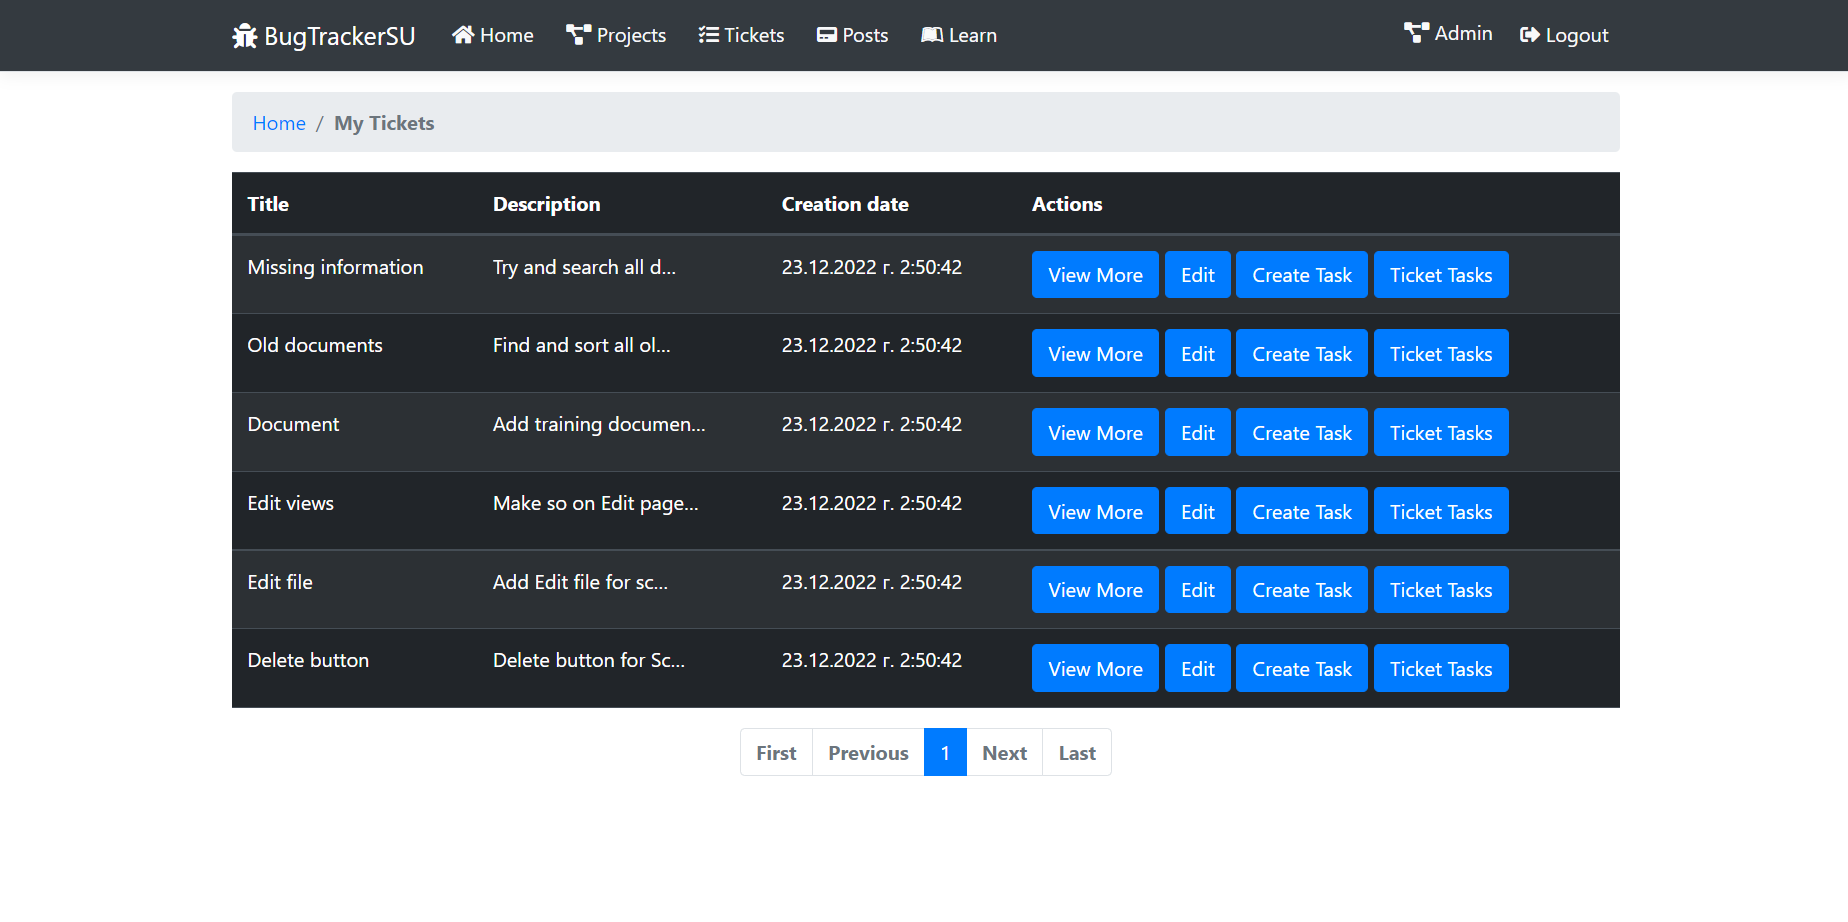 BugTrackerSU Home Projects Tickets Posts Learn Admin Logout
Home / My Tickets
Title Description Creation date Actions
Missing information Try and search all d... 23.12.2022 г. 2:50:42 View More Edit Create Task Ticket Tasks
Old documents Find and sort all ol... 23.12.2022 г. 2:50:42 View More Edit Create Task Ticket Tasks
Document Add training documen... 23.12.2022 г. 2:50:42 View More Edit Create Task Ticket Tasks
Edit views Make so on Edit page... 23.12.2022 г. 2:50:42 View More Edit Create Task Ticket Tasks
Edit file Add Edit file for sc... 23.12.2022 г. 2:50:42 View More Edit Create Task Ticket Tasks
Delete button Delete button for Sc... 23.12.2022 г. 2:50:42 View More Edit Create Task Ticket Tasks
First Previous 1 Next Last